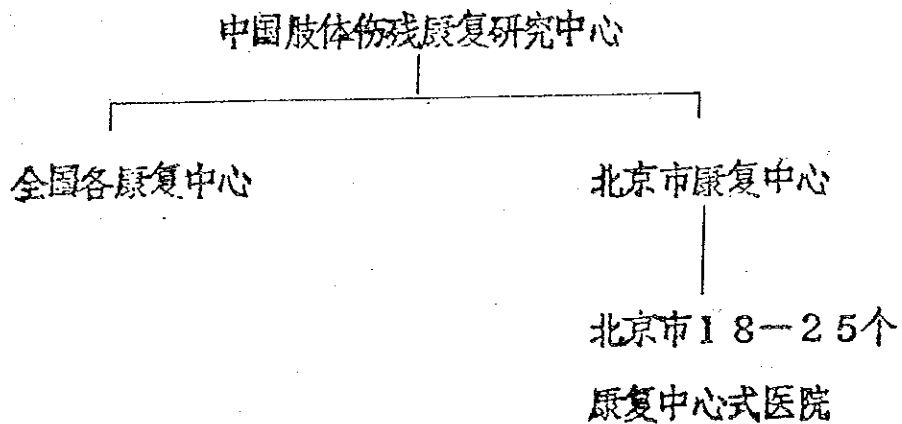 中国肢体伤残康复研究中心
全国各康复中心
北京市康复中心
北京市18—25个
康复中心式医院